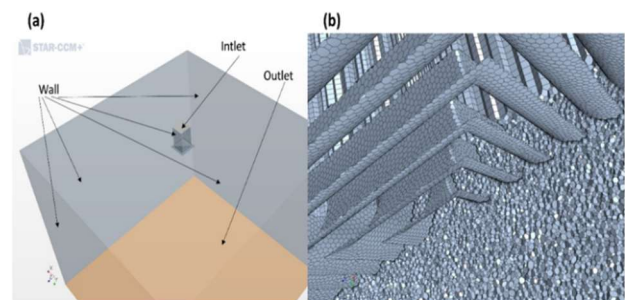 (a)
(b)
STAR-CCM+
Intlet
Outlet
Wall